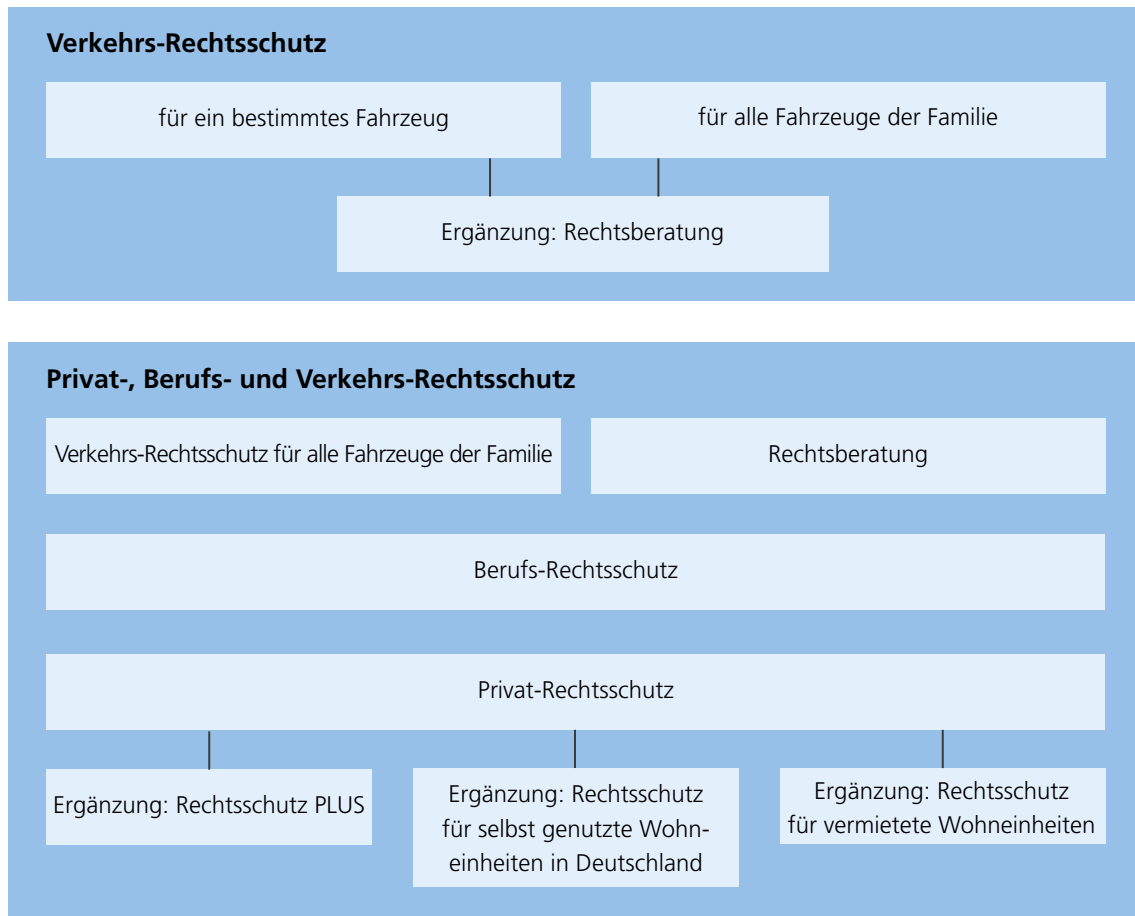 Verkehrs-Rechtsschutz
für ein bestimmtes Fahrzeug
für alle Fahrzeuge der Familie
Ergänzung: Rechtsberatung
Privat-, Berufs- und Verkehrs-Rechtsschutz
Verkehrs-Rechtsschutz für alle Fahrzeuge der Familie
Rechtsberatung
Berufs-Rechtsschutz
Privat-Rechtsschutz
Ergänzung: Rechtsschutz PLUS
Ergänzung: Rechtsschutz
für selbst genutzte Wohn-
einheiten in Deutschland
Ergänzung: Rechtsschutz
für vermietete Wohneinheiten